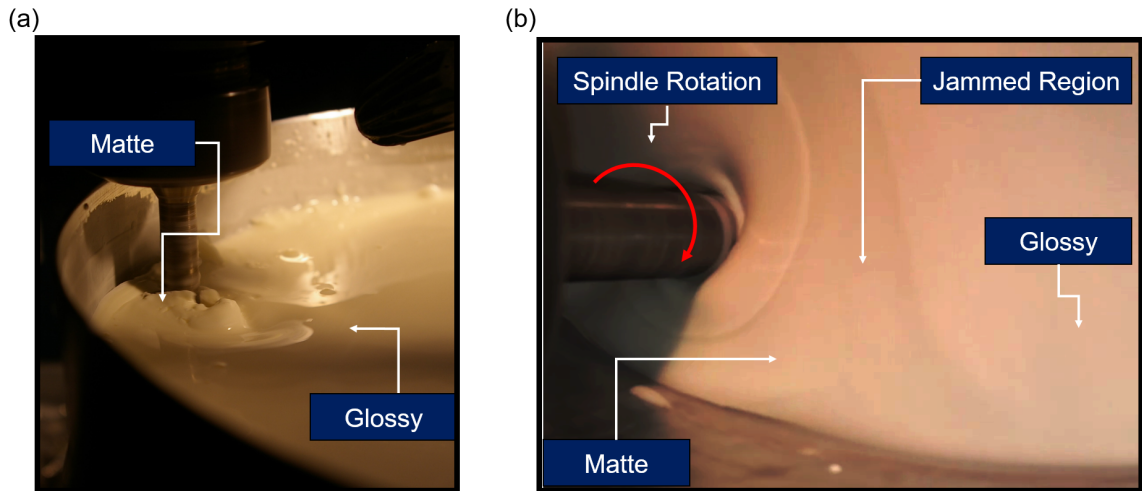 (a)
(b)
Matte
Glossy
Spindle Rotation
Jammed Region
Glossy
Matte